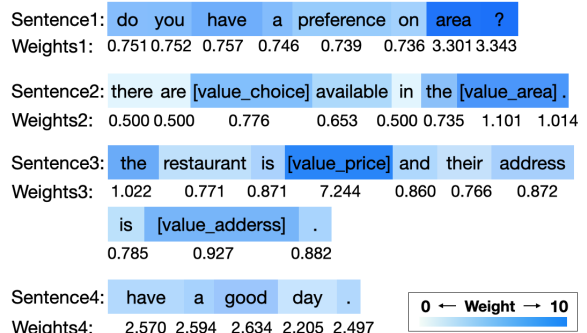 Sentence1: do you have a preference on area ?
Weights1: 0.751 0.752 0.757 0.746 0.739 0.736 3.301 3.343
Sentence2: there are [value_choice] available in the [value_area] .
Weights2: 0.500 0.500 0.776 0.653 0.500 0.735 1.101 1.014
Sentence3: the restaurant is [value_price] and their address
Weights3: 1.022 0.771 0.871 7.244 0.860 0.766 0.872
is [value_adderss] .
0.785 0.927 0.882
Sentence4: have a good day .
Weights4: 2.570 2.594 2.634 2.205 2.497
0 ← Weight → 10